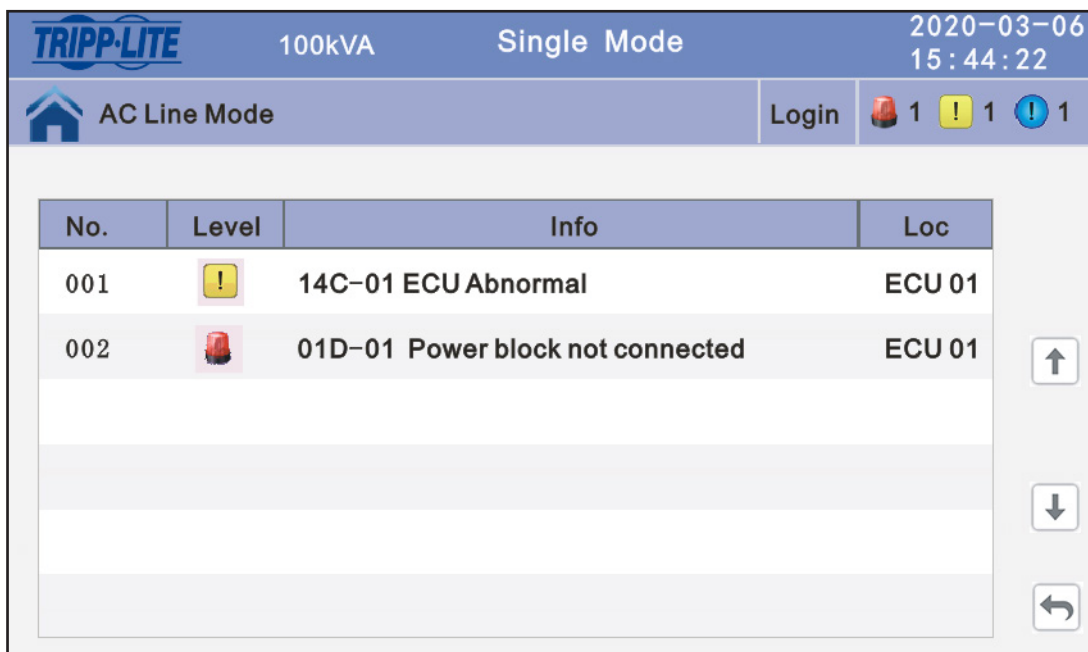 TRIPP·LITE 100kVA Single Mode 2020-03-06
15:44:22
AC Line Mode Login 1 ! 1 ! 1
No. Level Info Loc
001 ! 14C-01 ECU Abnormal ECU 01
002 01D-01 Power block not connected ECU 01